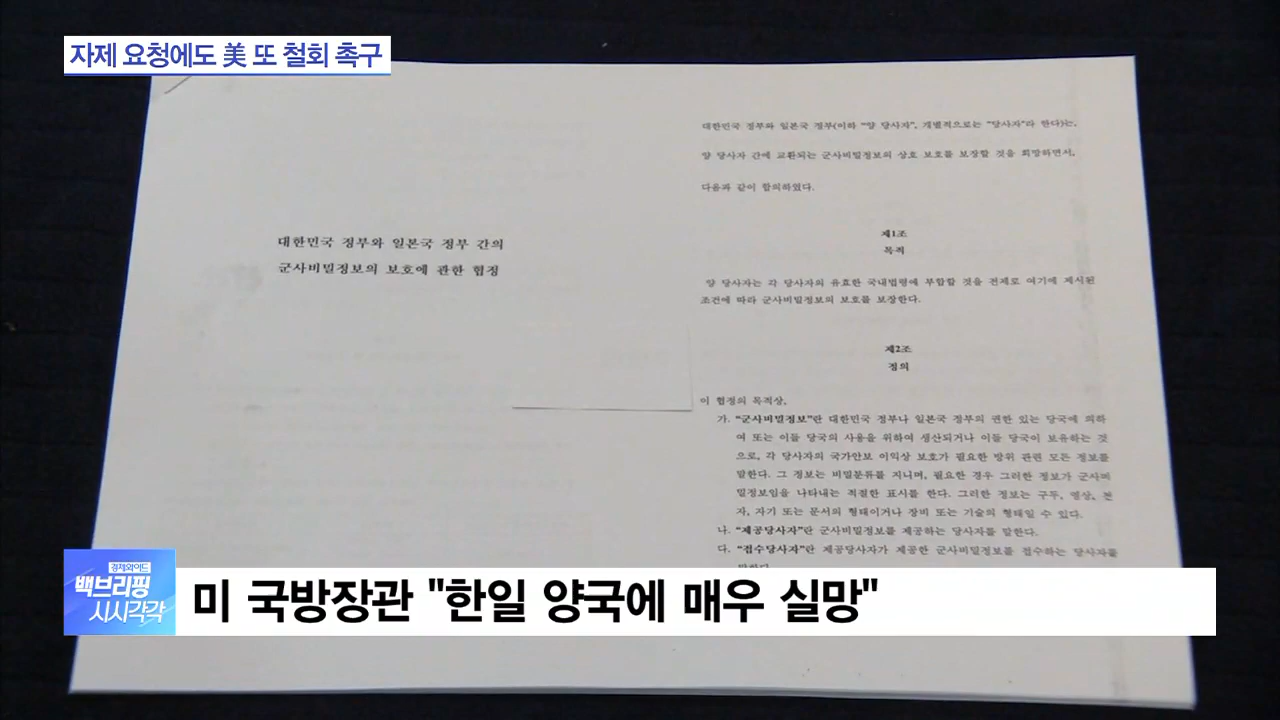 자제 요청에도 美 또 철회 촉구
대한민국 정부와 일본국 정부 간의
군사비밀정보의 보호에 관한 협정
대한민국 정부와 일본국 정부(이하 “양 당사자”, 개별적으로는 “당사자”라 한다)는,
양 당사자 간에 교환되는 군사비밀정보의 상호 보호를 보장할 것을 희망하면서,
다음과 같이 합의하였다.
제1조
목적
양 당사자는 각 당사자의 유효한 국내법령에 부합할 것을 전제로 여기에 제시된
조건에 따라 군사비밀정보의 보호를 보장한다.
제2조
정의
이 협정의 목적상,
가. “군사비밀정보”란 대한민국 정부나 일본국 정부의 권한 있는 당국에 의하
여 또는 이들 당국의 사용을 위하여 생산되거나 이들 당국이 보유하는 것
으로, 각 당사자의 국가안보 이익상 보호가 필요한 방위 관련 모든 정보를
말한다. 그 정보는 비밀분류를 지니며, 필요한 경우 그러한 정보가 군사비
밀정보임을 나타내는 적절한 표시를 한다. 그러한 정보는 구두, 영상, 전
자, 자기 또는 문서의 형태이거나 장비 또는 기술의 형태일 수 있다.
나. “제공당사자”란 군사비밀정보를 제공하는 당사자를 말한다.
다. “접수당사자”란 제공당사자가 제공한 군사비밀정보를 접수하는 당사자를
경제와이드
백브리핑
시시각각
미 국방장관 "한일 양국에 매우 실망"